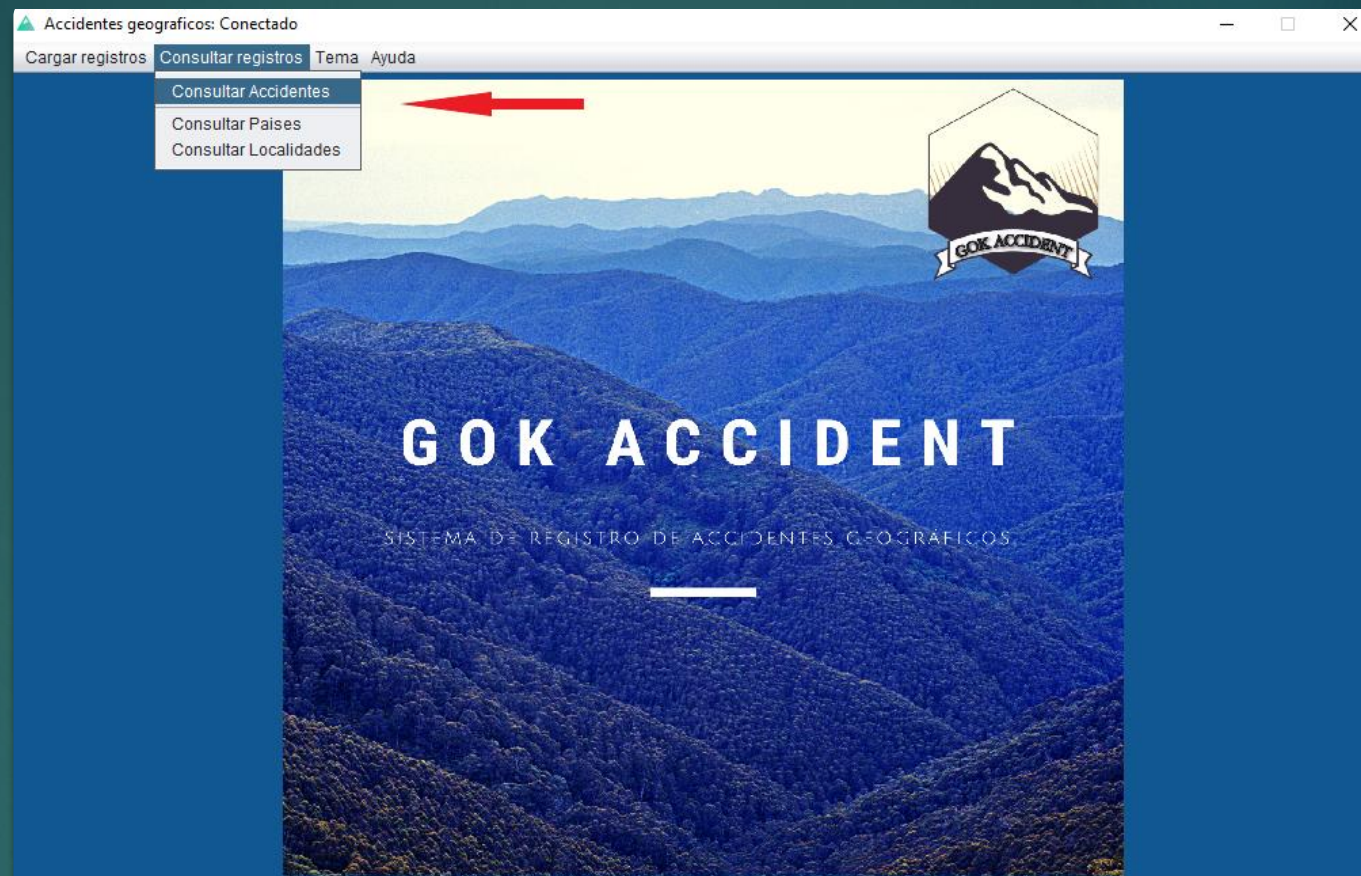 Accidentes geograficos: Conectado
Cargar registros Consultar registros Tema Ayuda
Consultar Accidentes
Consultar Paises
Consultar Localidades
GOK ACCIDENT
GOK ACCIDENT
SISTEMA DE REGISTRO DE ACCIDENTES GEOGRÁFICOS